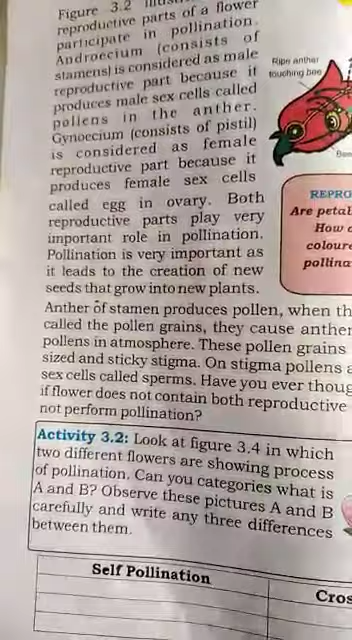 Figure 3.2
reproductive parts of a flower
participate in pollination.
Androecium (consists of
stamens) is considered as male
reproductive part because it
produces male sex cells called
pollens in the anther.
Gynoecium (consists of pistil)
is considered as female
reproductive part because it
produces female sex cells
called egg in ovary. Both
reproductive parts play very
important role in pollination.
Pollination is very important as
it leads to the creation of new
seeds that grow into new plants.
Ripe anther
touching bee
REPRO
Are petal
How
coloure
pollina
Anther of stamen produces pollen, when th
called the pollen grains, they cause anther
pollens in atmosphere. These pollen grains
sized and sticky stigma. On stigma pollens
sex cells called sperms. Have you ever thoug
if flower does not contain both reproductive
not perform pollination?
Activity 3.2: Look at figure 3.4 in which
two different flowers are showing process
of pollination. Can you categories what is
A and B? Observe these pictures A and B
carefully and write any three differences
between them.
Self Pollination
Cros